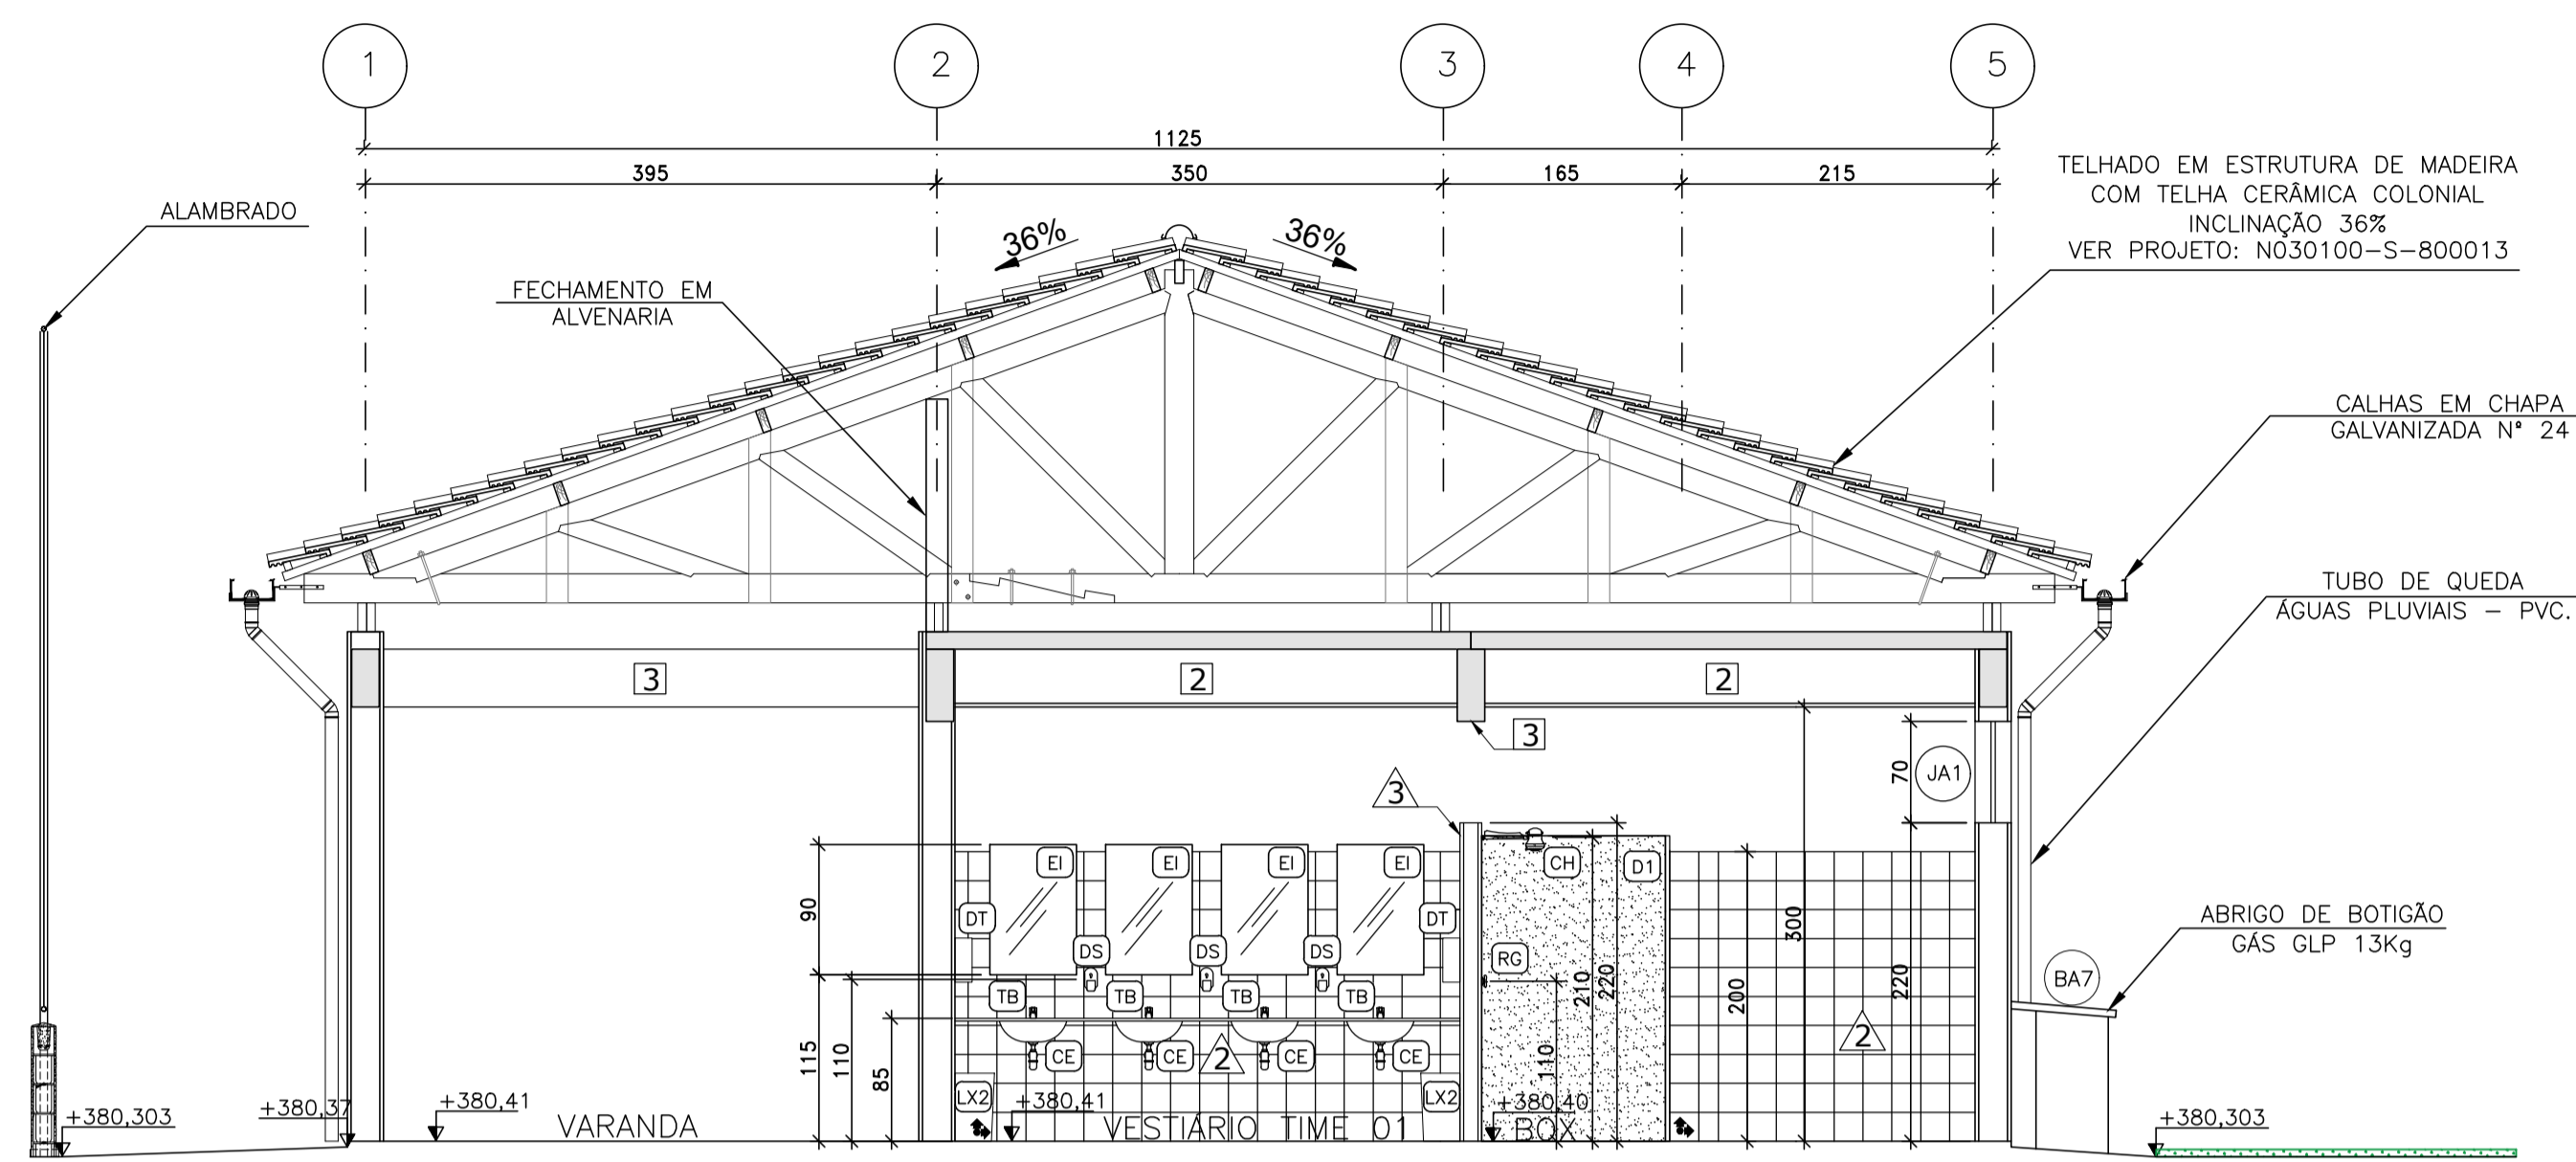 1
2
3
4
5
1125
395
350
165
215
TELHADO EM ESTRUTURA DE MADEIRA
COM TELHA CERÂMICA COLONIAL
INCLINAÇÃO 36%
VER PROJETO: N030100-S-800013
ALAMBRADO
36%
36%
FECHAMENTO EM
ALVENARIA
CALHAS EM CHAPA
GALVANIZADA Nº 24
TUBO DE QUEDA
ÁGUAS PLUVIAIS - PVC.
3
2
2
3
3
70
JA1
EI
EI
EI
EI
CH
D1
90
DT
DT
DS
DS
DS
RG
300
ABRIGO DE BOTIGÃO
GÁS GLP 13Kg
BA7
TB
TB
TB
TB
210
220
200
220
115
110
85
CE
CE
CE
CE
2
110
2
LX2
LX2
+380,303
+380,37
+380,41
VARANDA
+380,41
VESTIÁRIO TIME 01
+380,40
BOX
+380,303